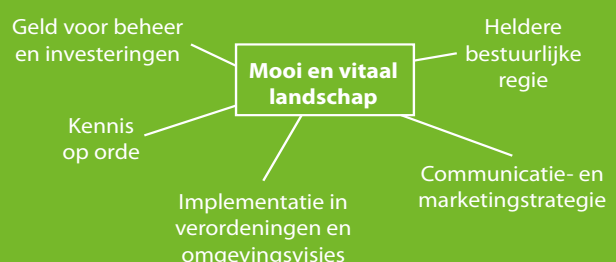 Geld voor beheer
en investeringen
Heldere
bestuurlijke
regie
Mooi en vitaal
landschap
Kennis
op orde
Communicatie- en
marketingstrategie
Implementatie in
verordeningen en
omgevingsvisies